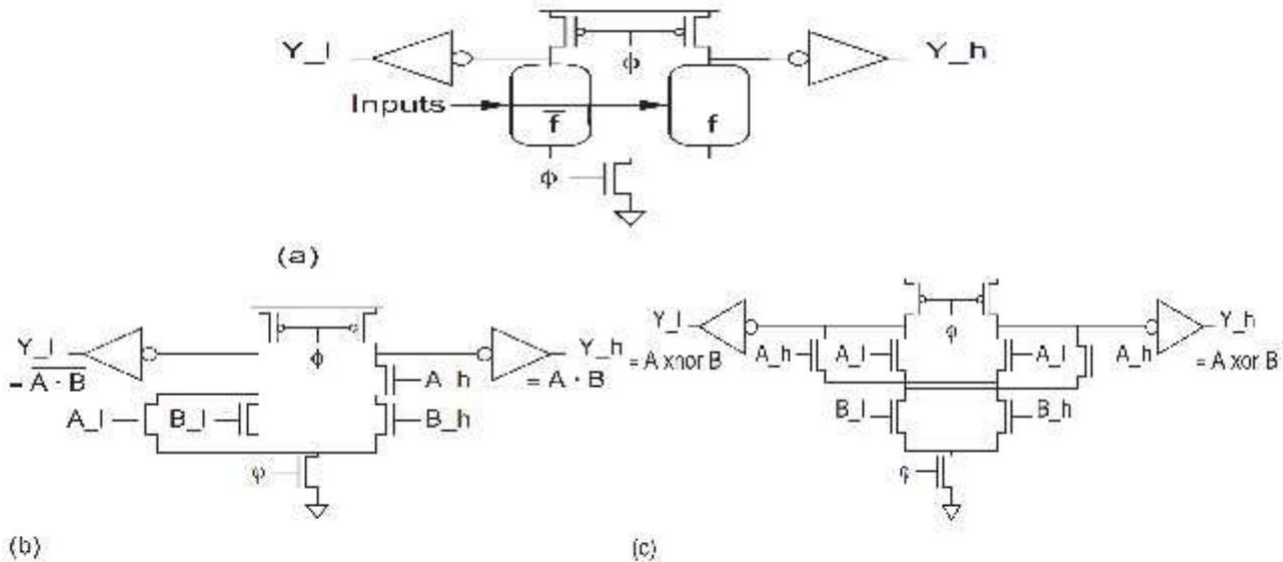 Y_l
ϕ
Y_h
Inputs
f̅
f
ϕ
(a)
Y_l
ϕ
Y_h
= A̅ ̅·̅ ̅B̅
= A · B
A_h
A_l
B_l
B_h
φ
(b)
Y_l
ϕ
Y_h
= A xnor B
A_h
A_l
A_l
A_h
= A xor B
B_l
B_h
φ
(c)